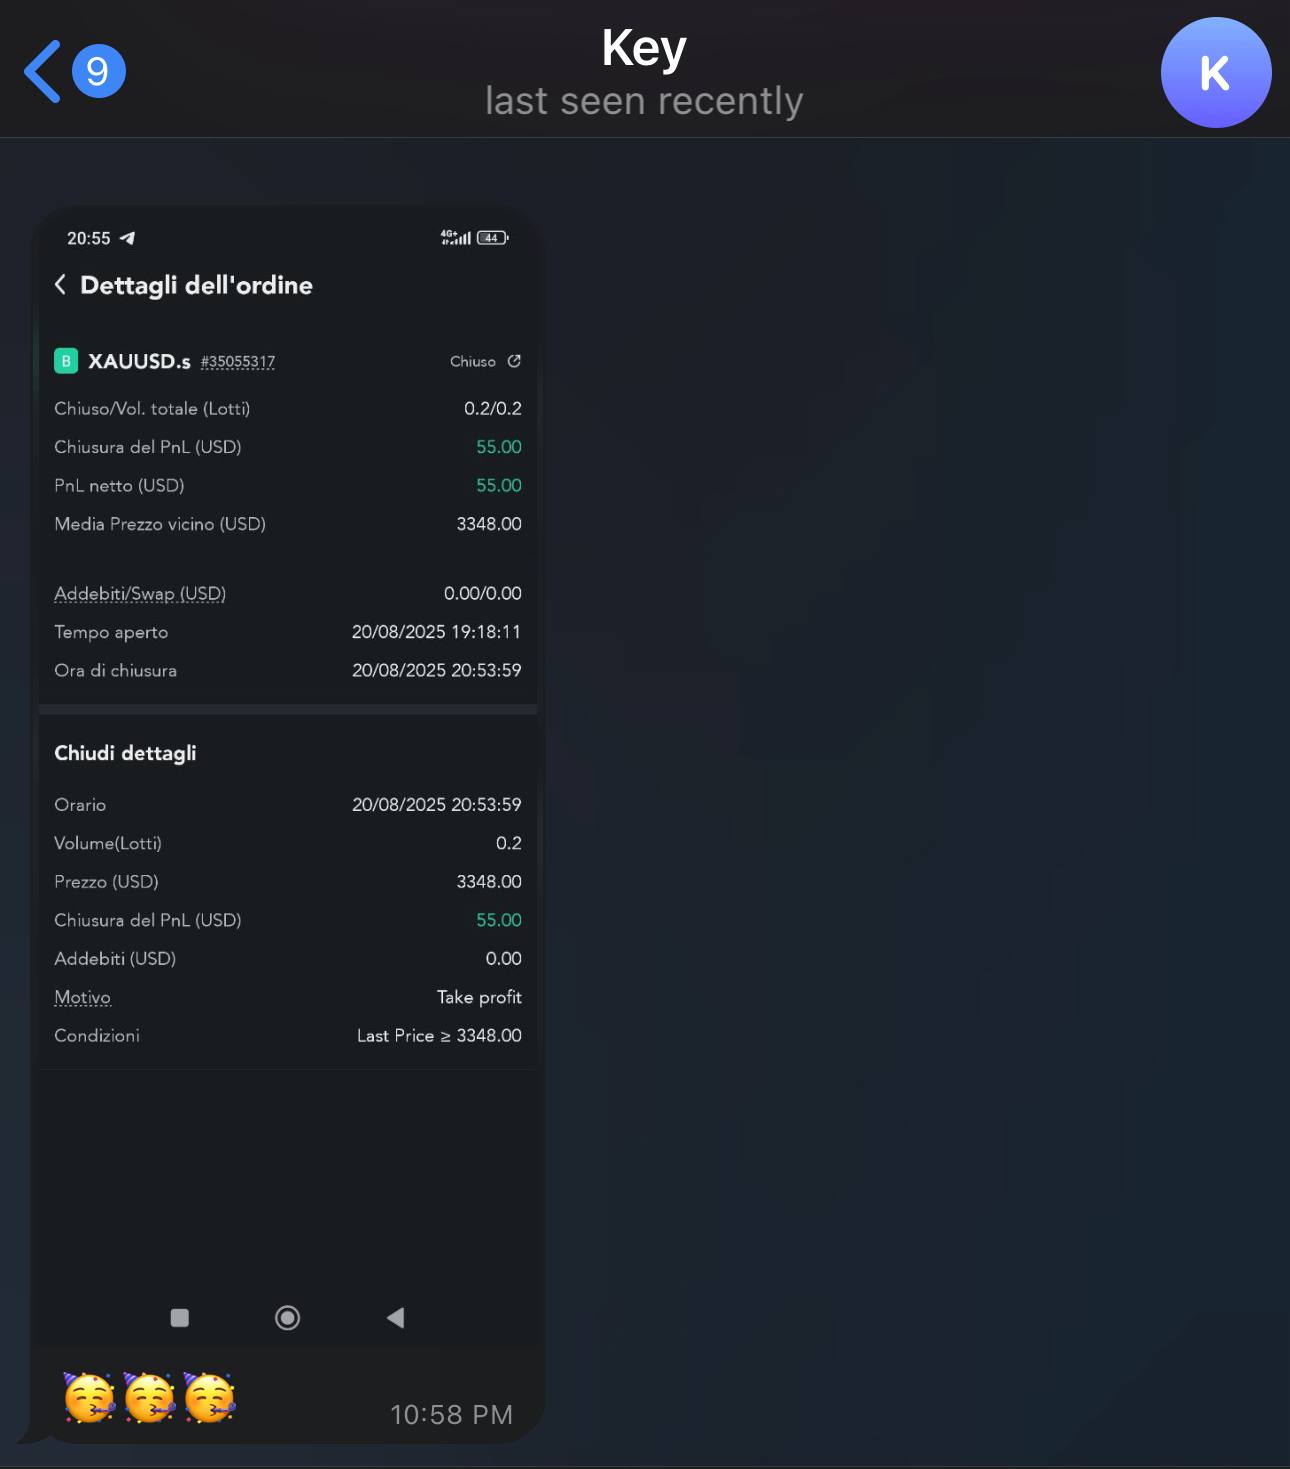 9
Key
last seen recently
K
20:55
4G+ 44
Dettagli dell'ordine
B XAUUSD.s #35055317 Chiuso
Chiuso/Vol. totale (Lotti) 0.2/0.2
Chiusura del PnL (USD) 55.00
PnL netto (USD) 55.00
Media Prezzo vicino (USD) 3348.00
Addebiti/Swap (USD) 0.00/0.00
Tempo aperto 20/08/2025 19:18:11
Ora di chiusura 20/08/2025 20:53:59
Chiudi dettagli
Orario 20/08/2025 20:53:59
Volume(Lotti) 0.2
Prezzo (USD) 3348.00
Chiusura del PnL (USD) 55.00
Addebiti (USD) 0.00
Motivo Take profit
Condizioni Last Price ≥ 3348.00
🥳🥳🥳 10:58 PM